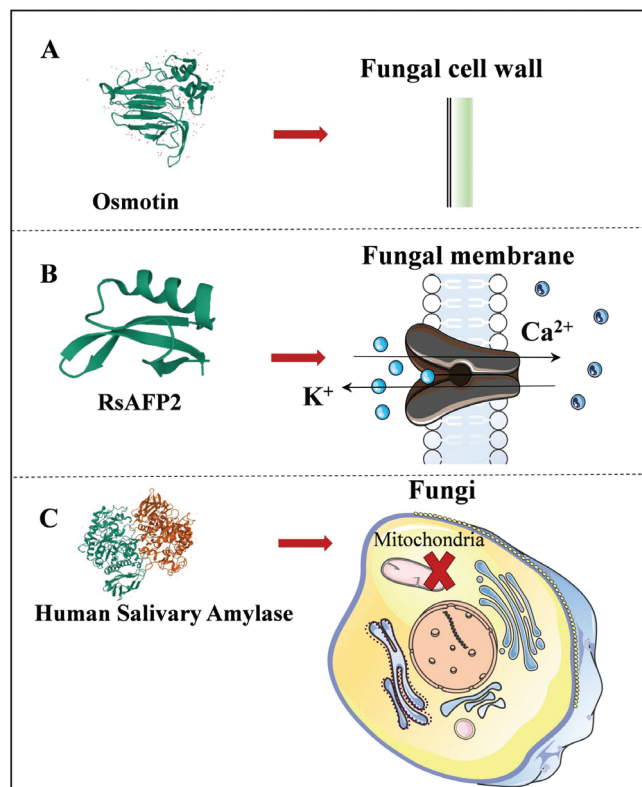 A
Osmotin
Fungal cell wall
B
RsAFP2
Fungal membrane
Ca²⁺
K⁺
C
Human Salivary Amylase
Fungi
Mitochondria